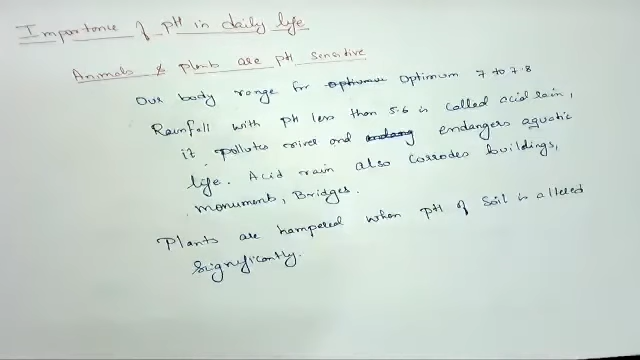 Importance of pH in daily life
Animals & plants are pH sensitive
Our body range for optimum 7 to 7.8
Rainfall with pH less than 5.6 is called acid rain,
it pollutes river and endangers aquatic
life. Acid rain also corrodes buildings,
monument, Bridges.
Plants are hampered when pH of Soil is altered
significantly.